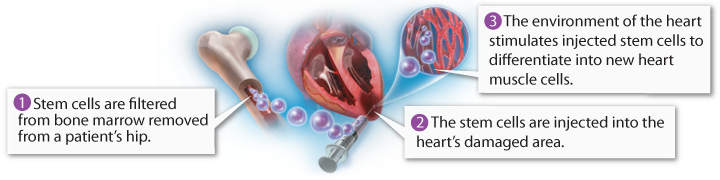 1 Stem cells are filtered
from bone marrow removed
from a patient's hip.
2 The stem cells are injected into the
heart's damaged area.
3 The environment of the heart
stimulates injected stem cells to
differentiate into new heart
muscle cells.